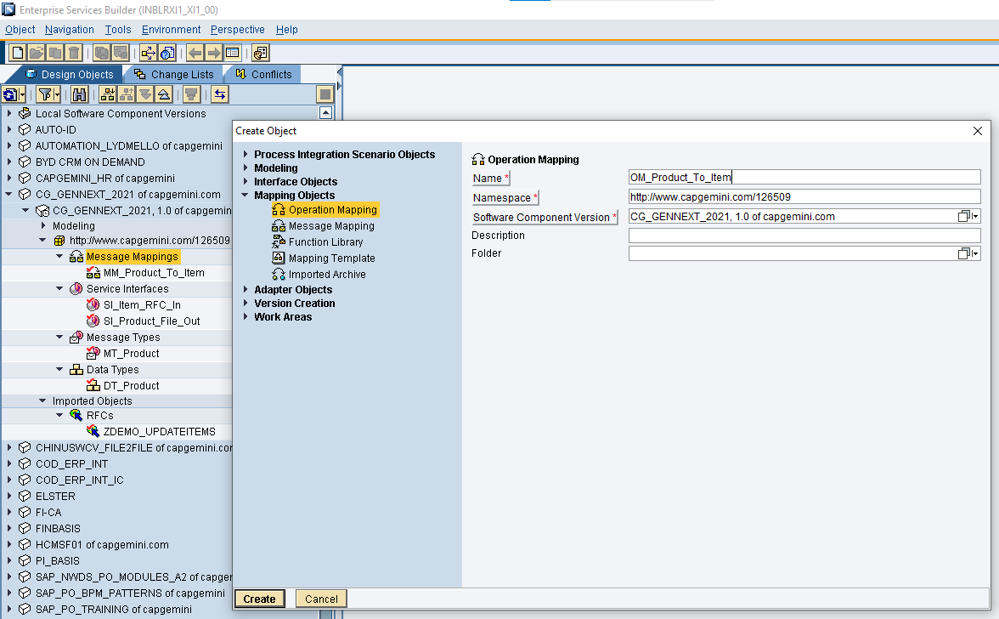 Enterprise Services Builder (INBLRXI1_XI1_00)
Object Navigation Tools Environment Perspective Help
Design Objects Change Lists Conflicts
Local Software Component Versions
AUTO-ID
AUTOMATION_LYDMELLO of capgemini
BYD CRM ON DEMAND
CAPGEMINI_HR of capgemini
CG_GENNEXT_2021 of capgemini.com
CG_GENNEXT_2021, 1.0 of capgemin
Modeling
http://www.capgemini.com/126509
Message Mappings
MM_Product_To_Item
Service Interfaces
SI_Item_RFC_In
SI_Product_File_Out
Message Types
MT_Product
Data Types
DT_Product
Imported Objects
RFCs
ZDEMO_UPDATEITEMS
CHINUSWCV_FILE2FILE of capgemini.cor
COD_ERP_INT
COD_ERP_INT_IC
ELSTER
FI-CA
FINBASIS
HCMSF01 of capgemini.com
PI_BASIS
SAP_NWDS_PO_MODULES_A2 of capge
SAP_PO_BPM_PATTERNS of capgemini
SAP_PO_TRAINING of capgemini
Create Object
Process Integration Scenario Objects
Modeling
Interface Objects
Mapping Objects
Operation Mapping
Message Mapping
Function Library
Mapping Template
Imported Archive
Adapter Objects
Version Creation
Work Areas
Operation Mapping
Name * OM_Product_To_Item
Namespace * http://www.capgemini.com/126509
Software Component Version * CG_GENNEXT_2021, 1.0 of capgemini.com
Description
Folder
Create Cancel